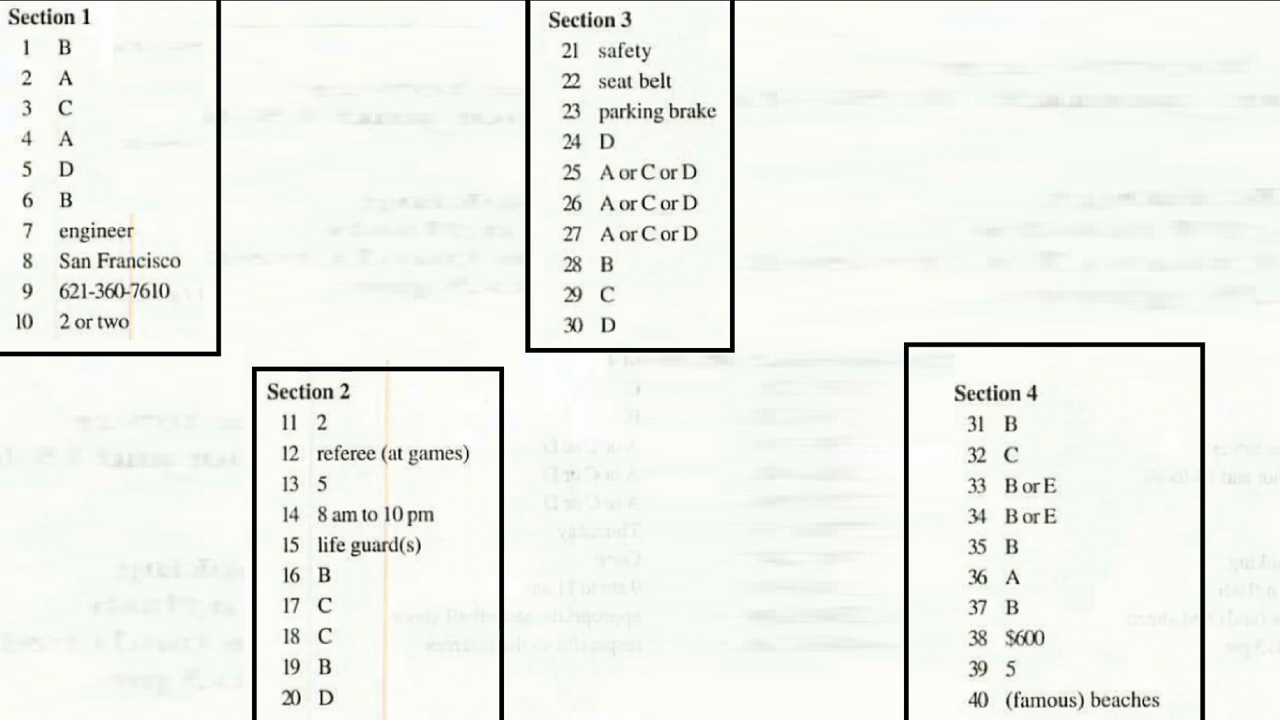 Section 1
1 B
2 A
3 C
4 A
5 D
6 B
7 engineer
8 San Francisco
9 621-360-7610
10 2 or two
Section 2
11 2
12 referee (at games)
13 5
14 8 am to 10 pm
15 life guard(s)
16 B
17 C
18 C
19 B
20 D
Section 3
21 safety
22 seat belt
23 parking brake
24 D
25 A or C or D
26 A or C or D
27 A or C or D
28 B
29 C
30 D
Section 4
31 B
32 C
33 B or E
34 B or E
35 B
36 A
37 B
38 $600
39 5
40 (famous) beaches